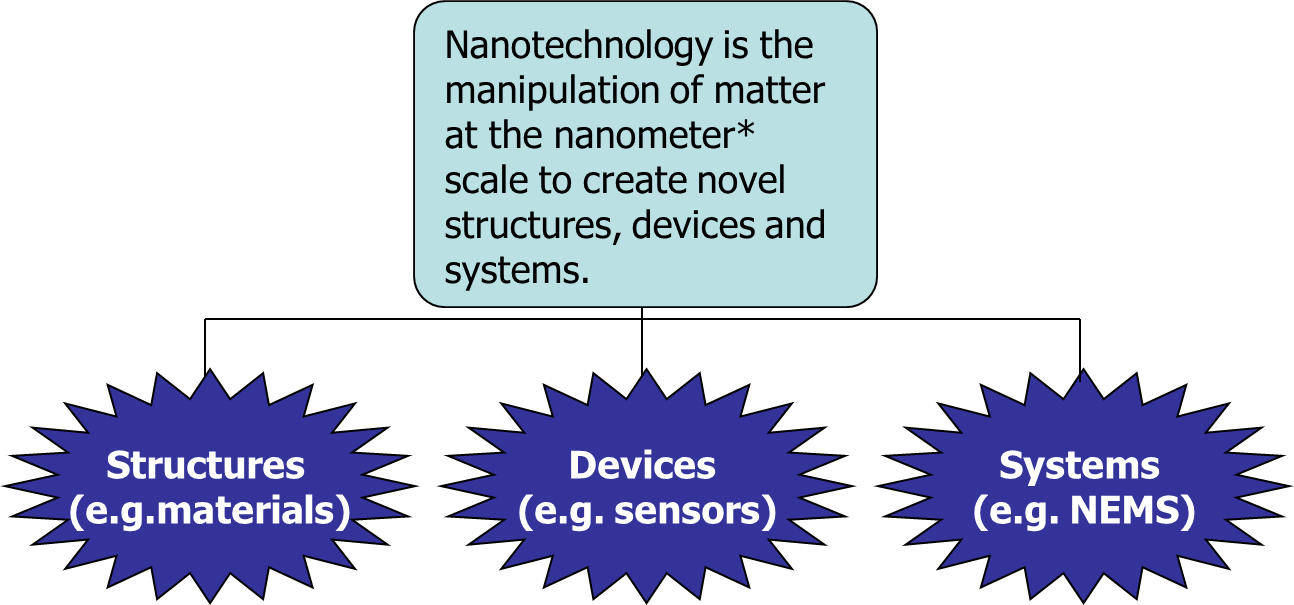 Nanotechnology is the
manipulation of matter
at the nanometer*
scale to create novel
structures, devices and
systems.
Structures
(e.g.materials)
Devices
(e.g. sensors)
Systems
(e.g. NEMS)